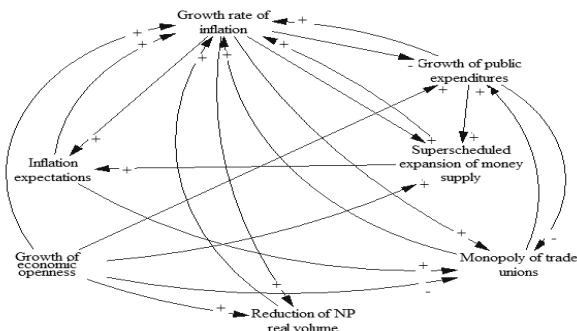 Growth rate of
inflation
Growth of public
expenditures
Superscheduled
expansion of money
supply
Inflation
expectations
Growth of
economic
openness
Monopoly of trade
unions
Reduction of NP
real volume
+
+
+
+
-
+
+
+
+
+
+
+
+
+
+
+
-
+
-
+
+